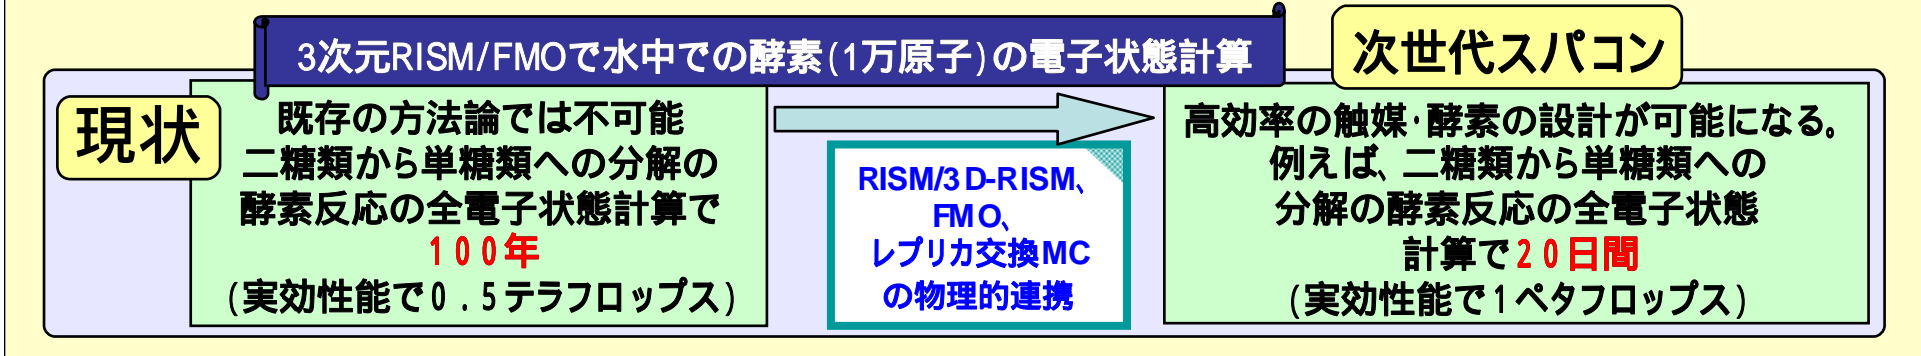 3次元RISM/FMOで水中での酵素(1万原子)の電子状態計算
現状
既存の方法論では不可能
二糖類から単糖類への分解の
酵素反応の全電子状態計算で
100年
(実効性能で0.5テラフロップス)
RISM/3D-RISM、
FMO、
レプリカ交換MC
の物理的連携
次世代スパコン
高効率の触媒・酵素の設計が可能になる。
例えば、二糖類から単糖類への
分解の酵素反応の全電子状態
計算で20日間
(実効性能で1ペタフロップス)